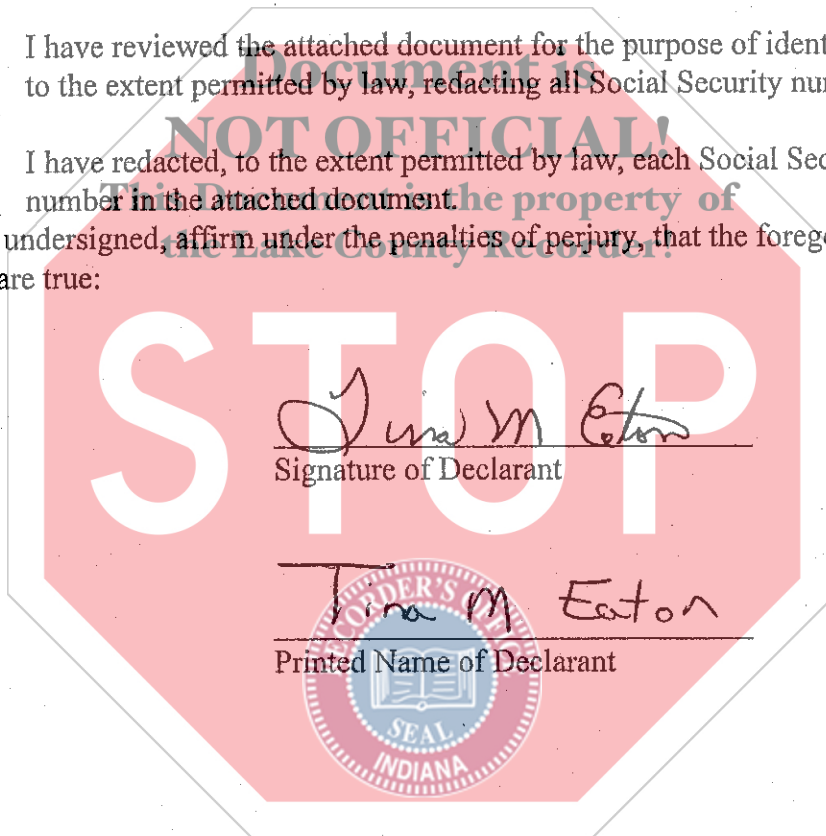 I have reviewed the attached document for the purpose of ident
to the extent permitted by law, redacting all Social Security nu
Document is
NOT OFFICIAL!
I have redacted, to the extent permitted by law, each Social Sec
number in the attached document.
This Document is the property of
undersigned, affirm under the penalties of perjury, that the forego
the Lake County Recorder!
are true:
STOP
Tina M Eaton
Signature of Declarant
Tina M Eaton
Printed Name of Declarant
RECORDER'S OFFICE
SEAL
INDIANA